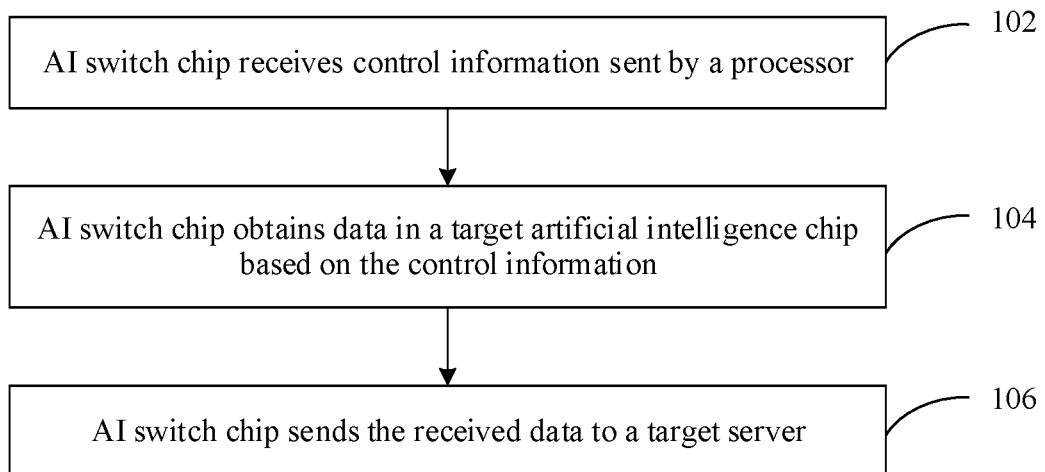 102
AI switch chip receives control information sent by a processor
AI switch chip obtains data in a target artificial intelligence chip
based on the control information
104
AI switch chip sends the received data to a target server
106